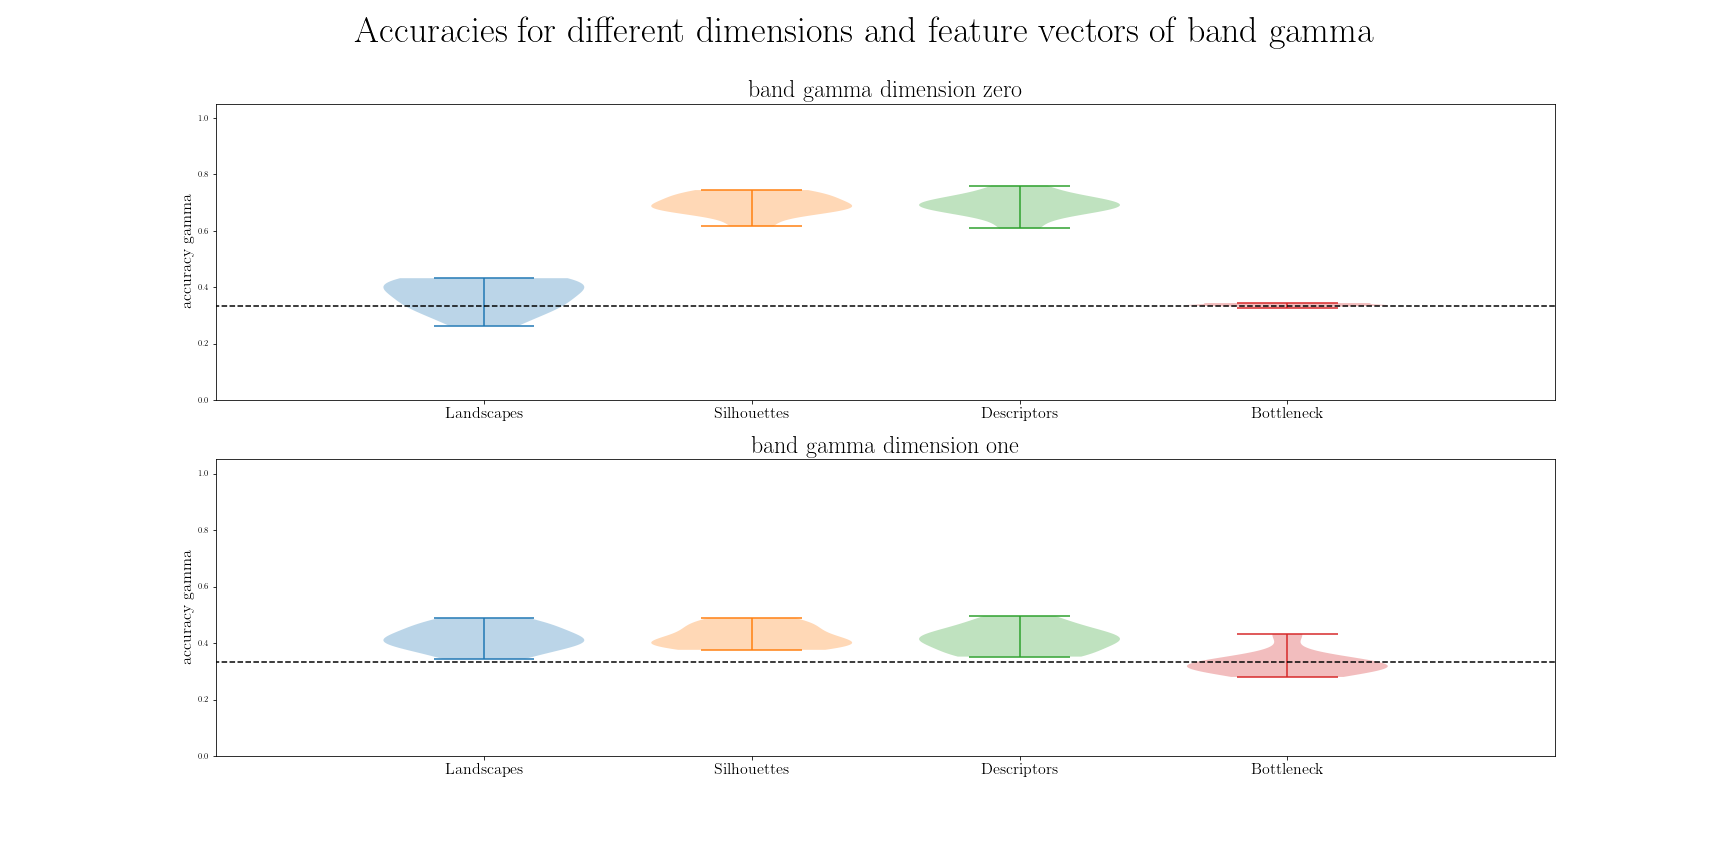 Accuracies for different dimensions and feature vectors of band gamma
band gamma dimension zero
1.0
0.8
0.6
0.4
0.2
0.0
accuracy gamma
Landscapes Silhouettes Descriptors Bottleneck
band gamma dimension one
1.0
0.8
0.6
0.4
0.2
0.0
accuracy gamma
Landscapes Silhouettes Descriptors Bottleneck